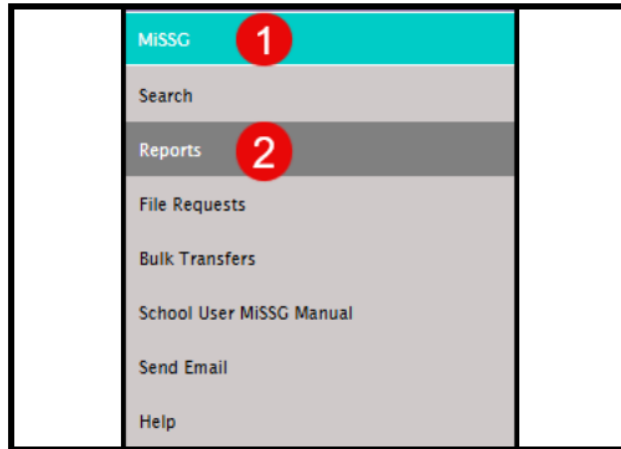 MiSSG 1
Search
Reports 2
File Requests
Bulk Transfers
School User MiSSG Manual
Send Email
Help